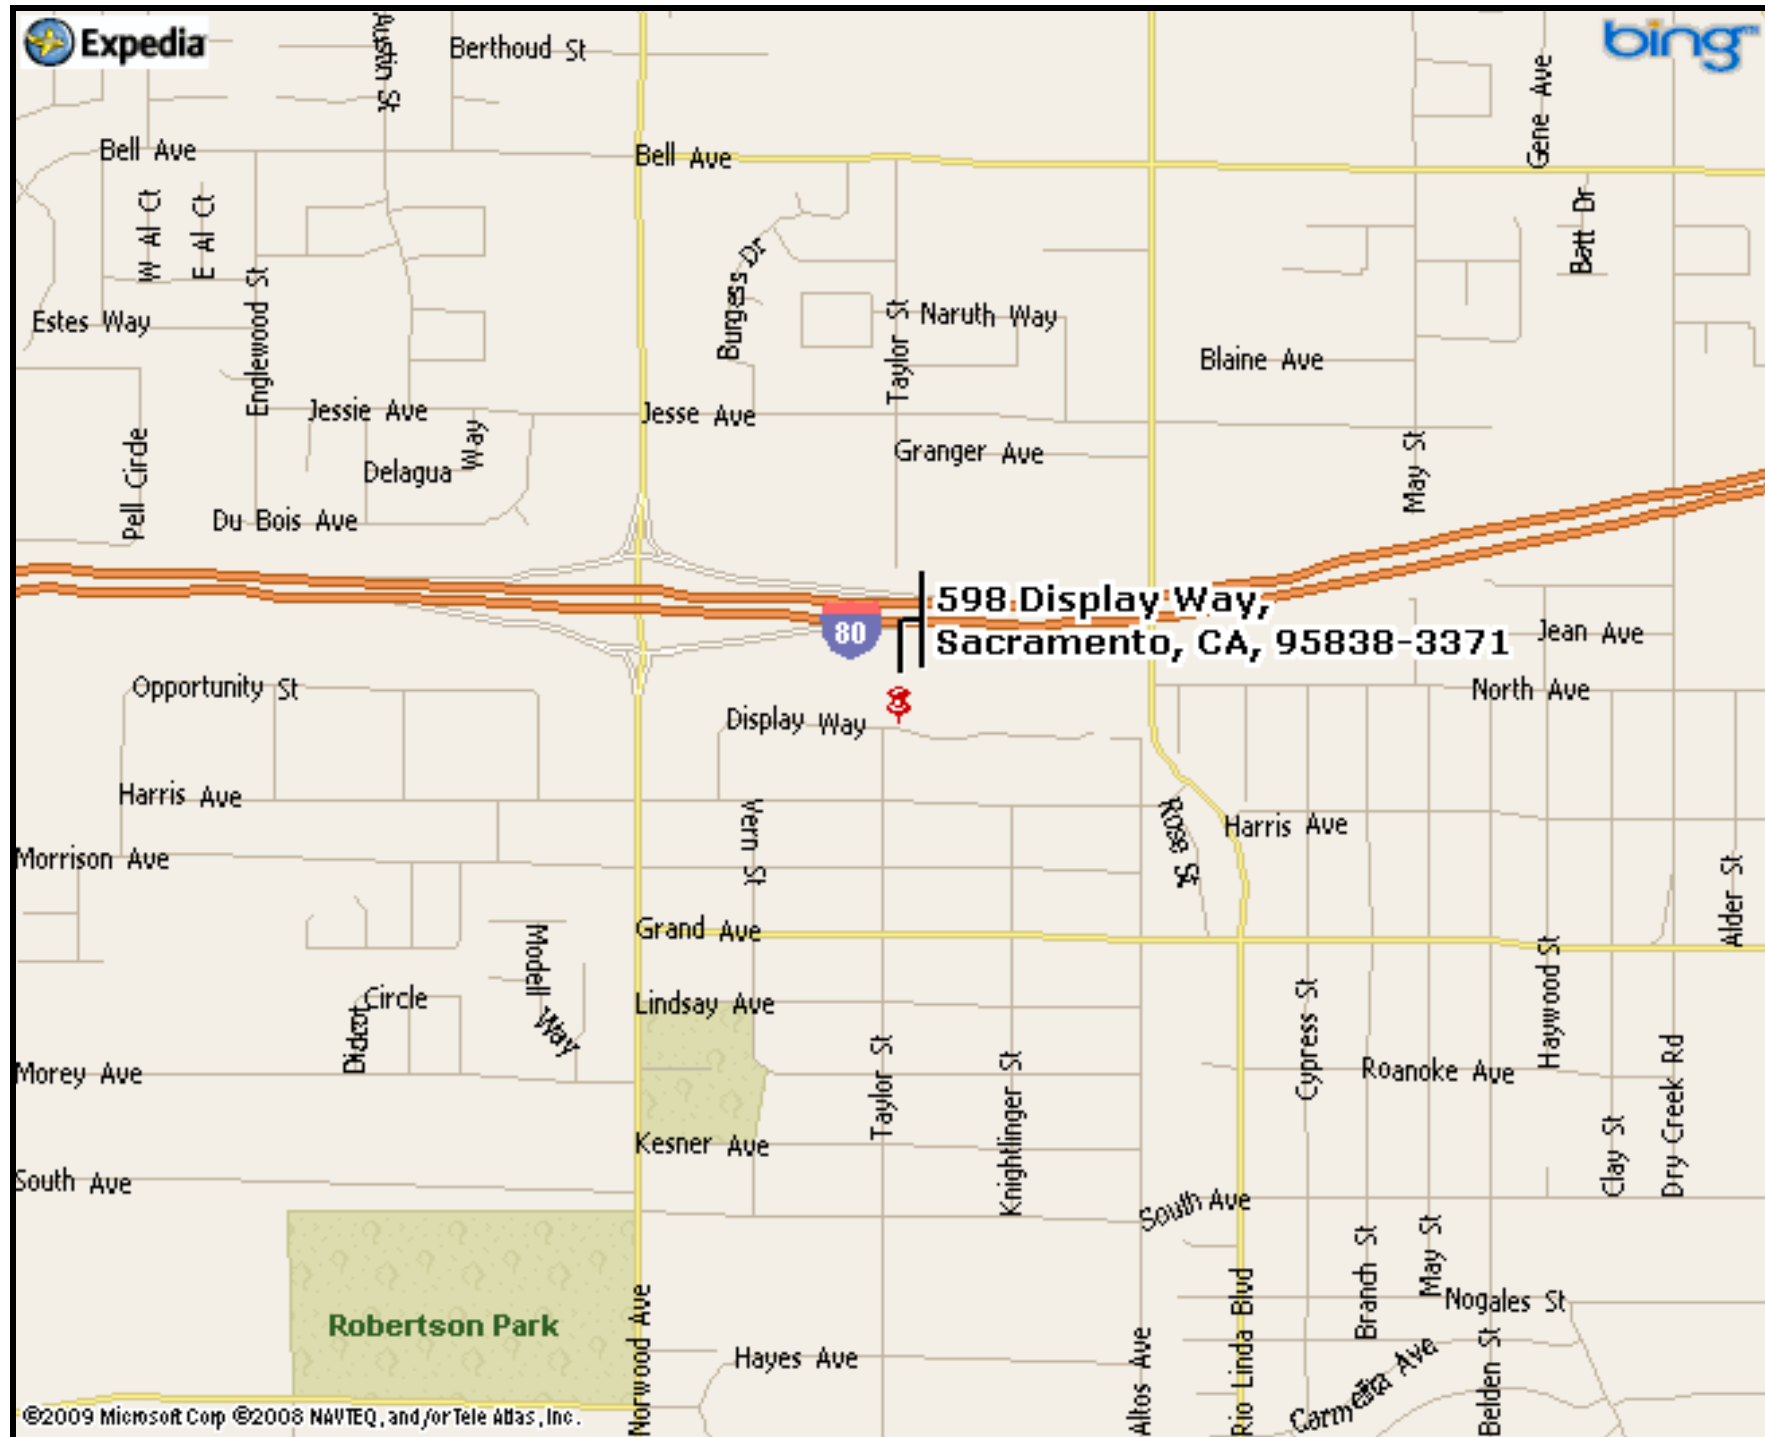 Expedia
Austin St
Berthoud St
bing™
Gene Ave
Bell Ave
Bell Ave
W Al Ct
E Al Ct
Batt Dr
Burgess Dr
Englewood St
Estes Way
Taylor St
Naruth Way
Blaine Ave
Jessie Ave
Jesse Ave
Way
Delagua
Granger Ave
May St
Pell Circle
Du Bois Ave
80
598 Display Way,
Sacramento, CA, 95838-3371
Jean Ave
Opportunity St
North Ave
Display Way
Harris Ave
Vern St
Rose St
Harris Ave
Morrison Ave
Alder St
Grand Ave
Mopell Way
Haywood St
Circle
Didcot
Lindsay Ave
Cypress St
Morey Ave
Taylor St
Knightlinger St
Roanoke Ave
Clay St
Dry Creek Rd
Kesner Ave
South Ave
South Ave
Branch St
May St
Nogales St
Robertson Park
Norwood Ave
Hayes Ave
Altos Ave
Rio Linda Blvd
Carmelita Ave
Belden St
©2009 Microsoft Corp ©2008 NAVTEQ, and/or Tele Atlas, Inc.